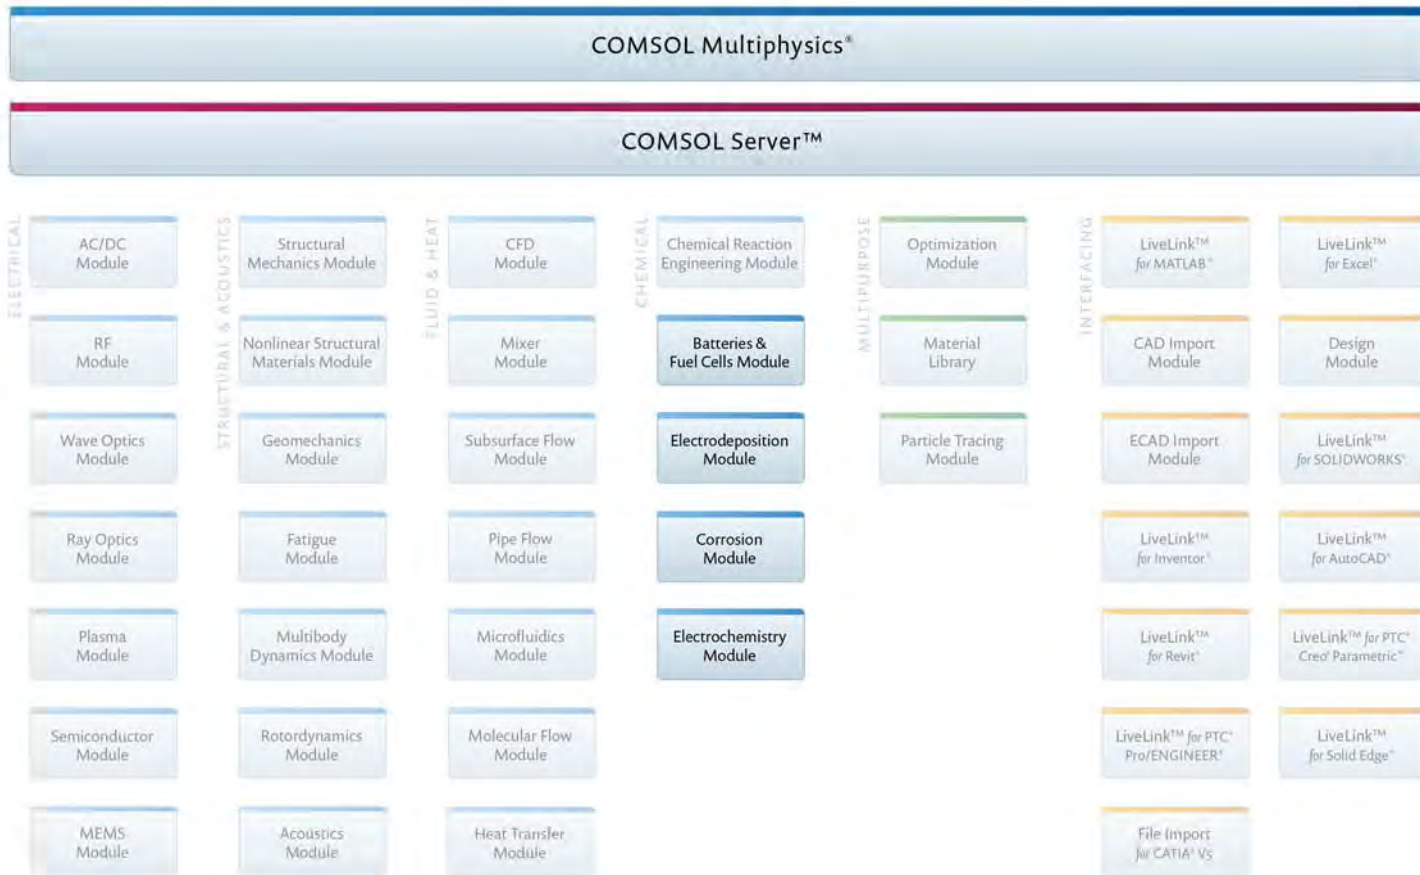 COMSOL Multiphysics®
COMSOL Server™
ELECTRICAL
AC/DC
Module
RF
Module
Wave Optics
Module
Ray Optics
Module
Plasma
Module
Semiconductor
Module
MEMS
Module
STRUCTURAL & ACOUSTICS
Structural
Mechanics Module
Nonlinear Structural
Materials Module
Geomechanics
Module
Fatigue
Module
Multibody
Dynamics Module
Rotordynamics
Module
Acoustics
Module
FLUID & HEAT
CFD
Module
Mixer
Module
Subsurface Flow
Module
Pipe Flow
Module
Microfluidics
Module
Molecular Flow
Module
Heat Transfer
Module
CHEMICAL
Chemical Reaction
Engineering Module
Batteries &
Fuel Cells Module
Electrodeposition
Module
Corrosion
Module
Electrochemistry
Module
MULTIPURPOSE
Optimization
Module
Material
Library
Particle Tracing
Module
INTERFACING
LiveLink™
for MATLAB®
CAD Import
Module
ECAD Import
Module
LiveLink™
for Inventor®
LiveLink™
for Revit®
LiveLink™ for PTC®
Pro/ENGINEER®
File Import
for CATIA® V5
LiveLink™
for Excel®
Design
Module
LiveLink™
for SOLIDWORKS®
LiveLink™
for AutoCAD®
LiveLink™ for PTC®
Creo® Parametric™
LiveLink™
for Solid Edge®